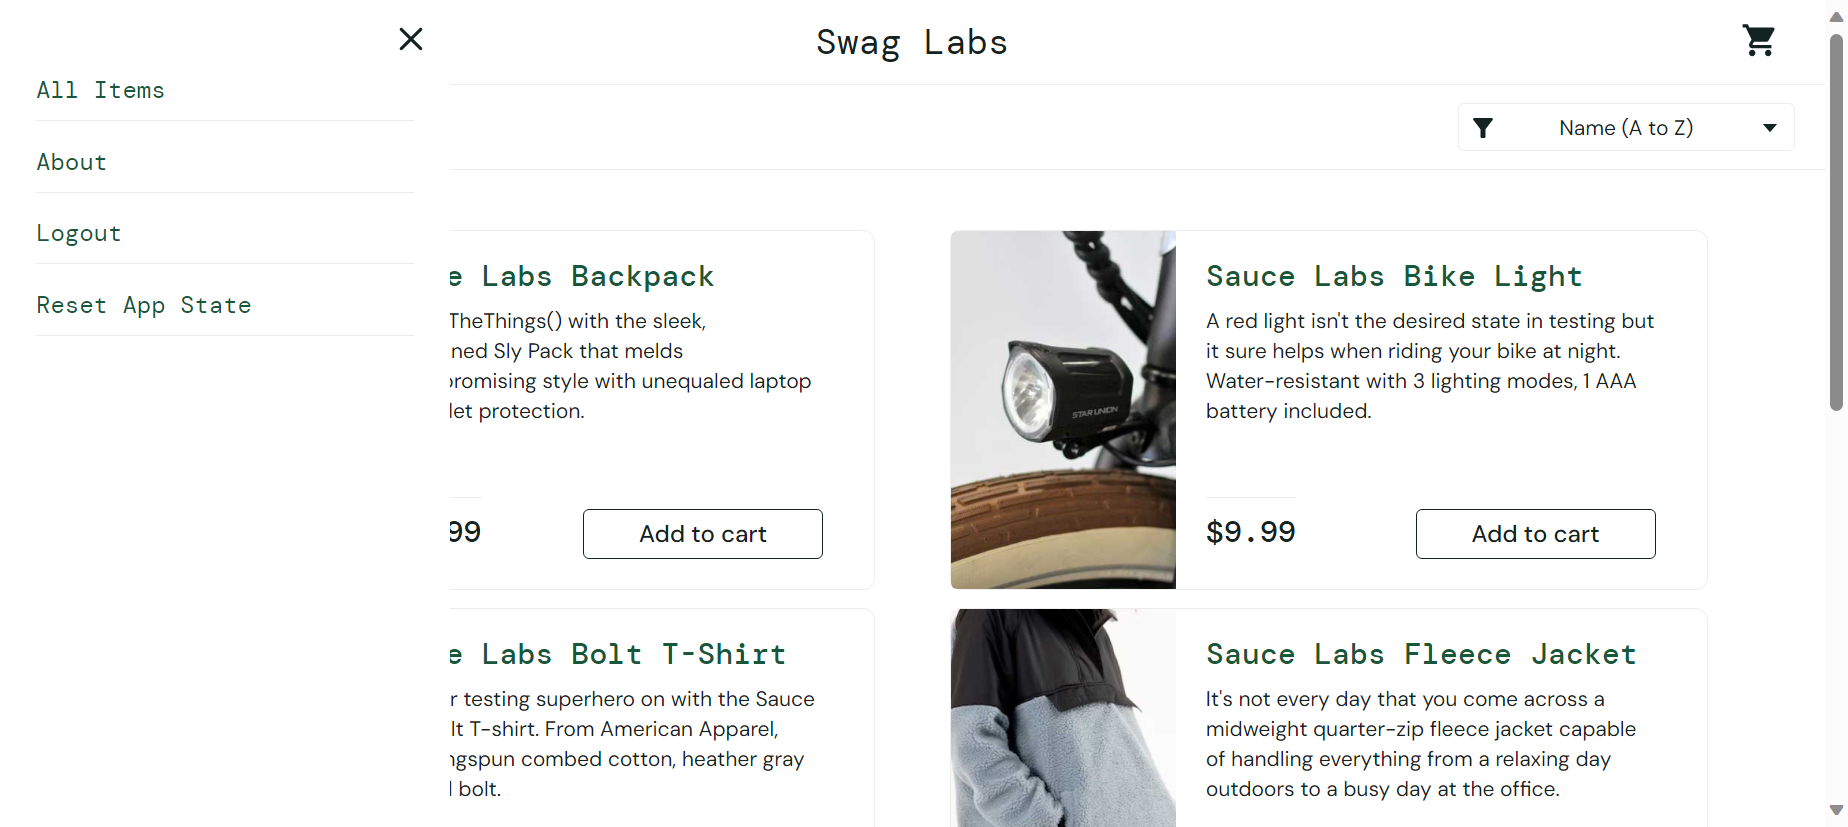 Swag Labs
All Items
About
Logout
Reset App State
Name (A to Z)
e Labs Backpack
TheThings() with the sleek,
ned Sly Pack that melds
promising style with unequaled laptop
let protection.
99
Add to cart
Sauce Labs Bike Light
A red light isn't the desired state in testing but
it sure helps when riding your bike at night.
Water-resistant with 3 lighting modes, 1 AAA
battery included.
STAR UNION
$9.99
Add to cart
e Labs Bolt T-Shirt
r testing superhero on with the Sauce
lt T-shirt. From American Apparel,
ngspun combed cotton, heather gray
l bolt.
Sauce Labs Fleece Jacket
It's not every day that you come across a
midweight quarter-zip fleece jacket capable
of handling everything from a relaxing day
outdoors to a busy day at the office.